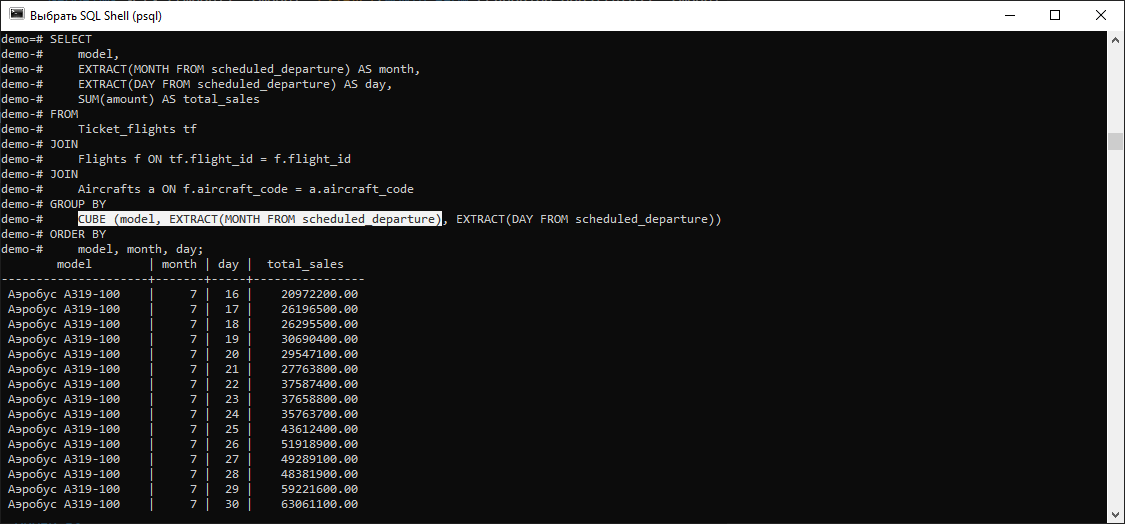 Выбрать SQL Shell (psql)
demo=# SELECT
demo-#     model,
demo-#     EXTRACT(MONTH FROM scheduled_departure) AS month,
demo-#     EXTRACT(DAY FROM scheduled_departure) AS day,
demo-#     SUM(amount) AS total_sales
demo-# FROM
demo-#     Ticket_flights tf
demo-# JOIN
demo-#     Flights f ON tf.flight_id = f.flight_id
demo-# JOIN
demo-#     Aircrafts a ON f.aircraft_code = a.aircraft_code
demo-# GROUP BY
demo-#     CUBE (model, EXTRACT(MONTH FROM scheduled_departure), EXTRACT(DAY FROM scheduled_departure))
demo-# ORDER BY
demo-#     model, month, day;
        model        | month | day |  total_sales
---------------------+-------+-----+----------------
 Аэробус A319-100    |     7 |  16 |    20972200.00
 Аэробус A319-100    |     7 |  17 |    26196500.00
 Аэробус A319-100    |     7 |  18 |    26295500.00
 Аэробус A319-100    |     7 |  19 |    30690400.00
 Аэробус A319-100    |     7 |  20 |    29547100.00
 Аэробус A319-100    |     7 |  21 |    27763800.00
 Аэробус A319-100    |     7 |  22 |    37587400.00
 Аэробус A319-100    |     7 |  23 |    37658800.00
 Аэробус A319-100    |     7 |  24 |    35763700.00
 Аэробус A319-100    |     7 |  25 |    43612400.00
 Аэробус A319-100    |     7 |  26 |    51918900.00
 Аэробус A319-100    |     7 |  27 |    49289100.00
 Аэробус A319-100    |     7 |  28 |    48381900.00
 Аэробус A319-100    |     7 |  29 |    59221600.00
 Аэробус A319-100    |     7 |  30 |    63061100.00